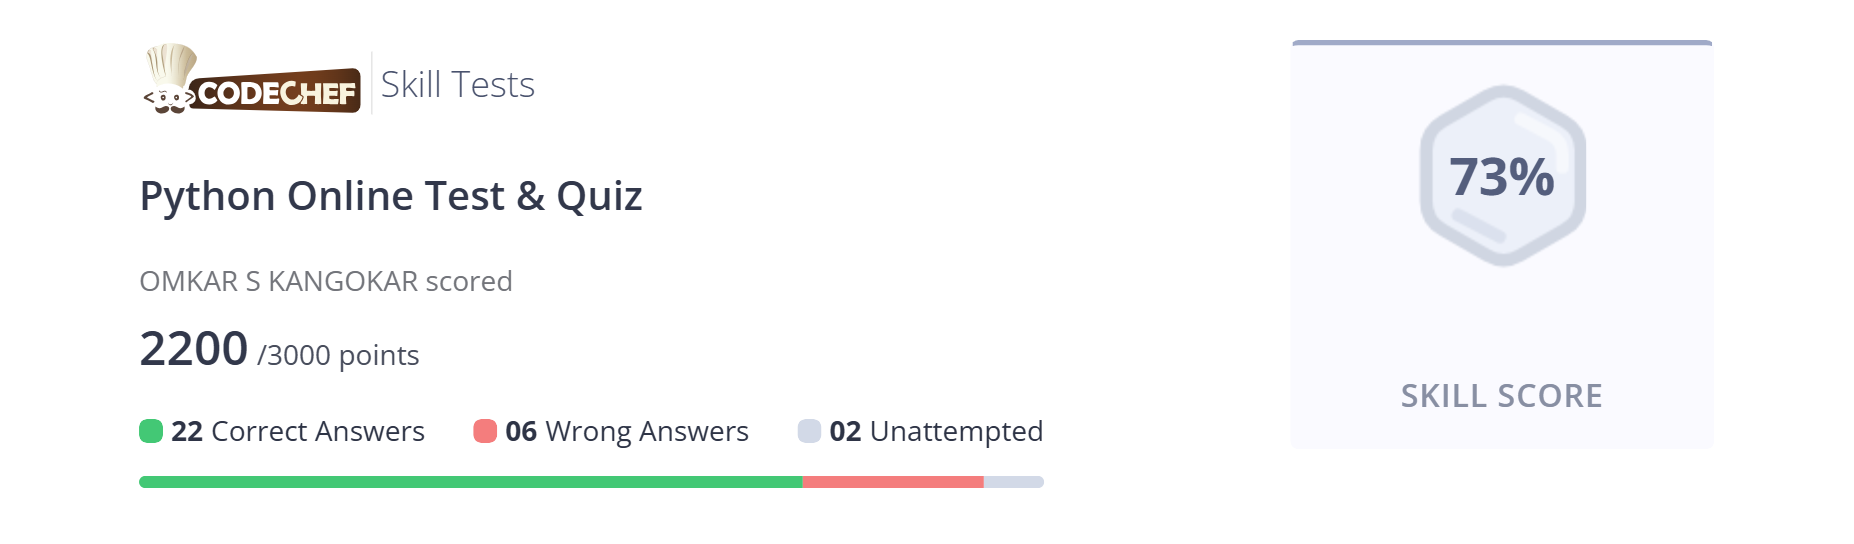 CODECHEF Skill Tests
Python Online Test & Quiz
OMKAR S KANGOKAR scored
2200 /3000 points
22 Correct Answers 06 Wrong Answers 02 Unattempted
73%
SKILL SCORE